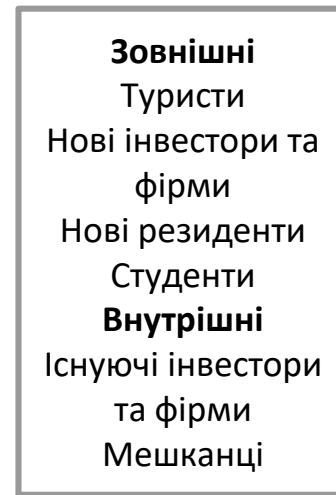 Зовнішні
Туристи
Нові інвестори та
фірми
Нові резиденти
Студенти
Внутрішні
Існуючі інвестори
та фірми
Мешканці